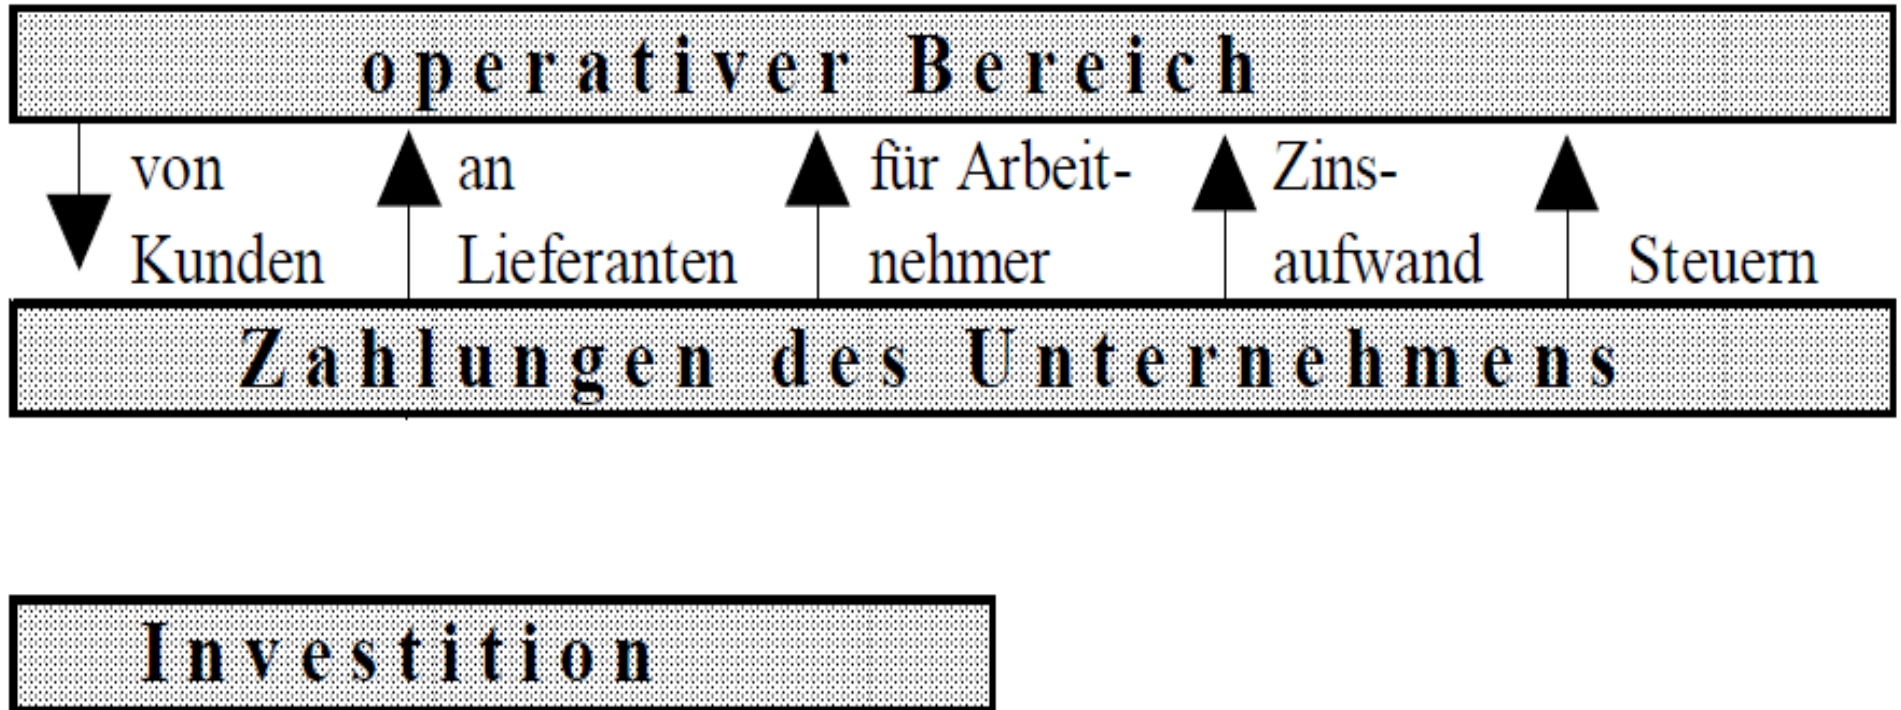 operativer Bereich
von an für Arbeit- Zins-
Kunden Lieferanten nehmer aufwand Steuern
Zahlungen des Unternehmens
Investition